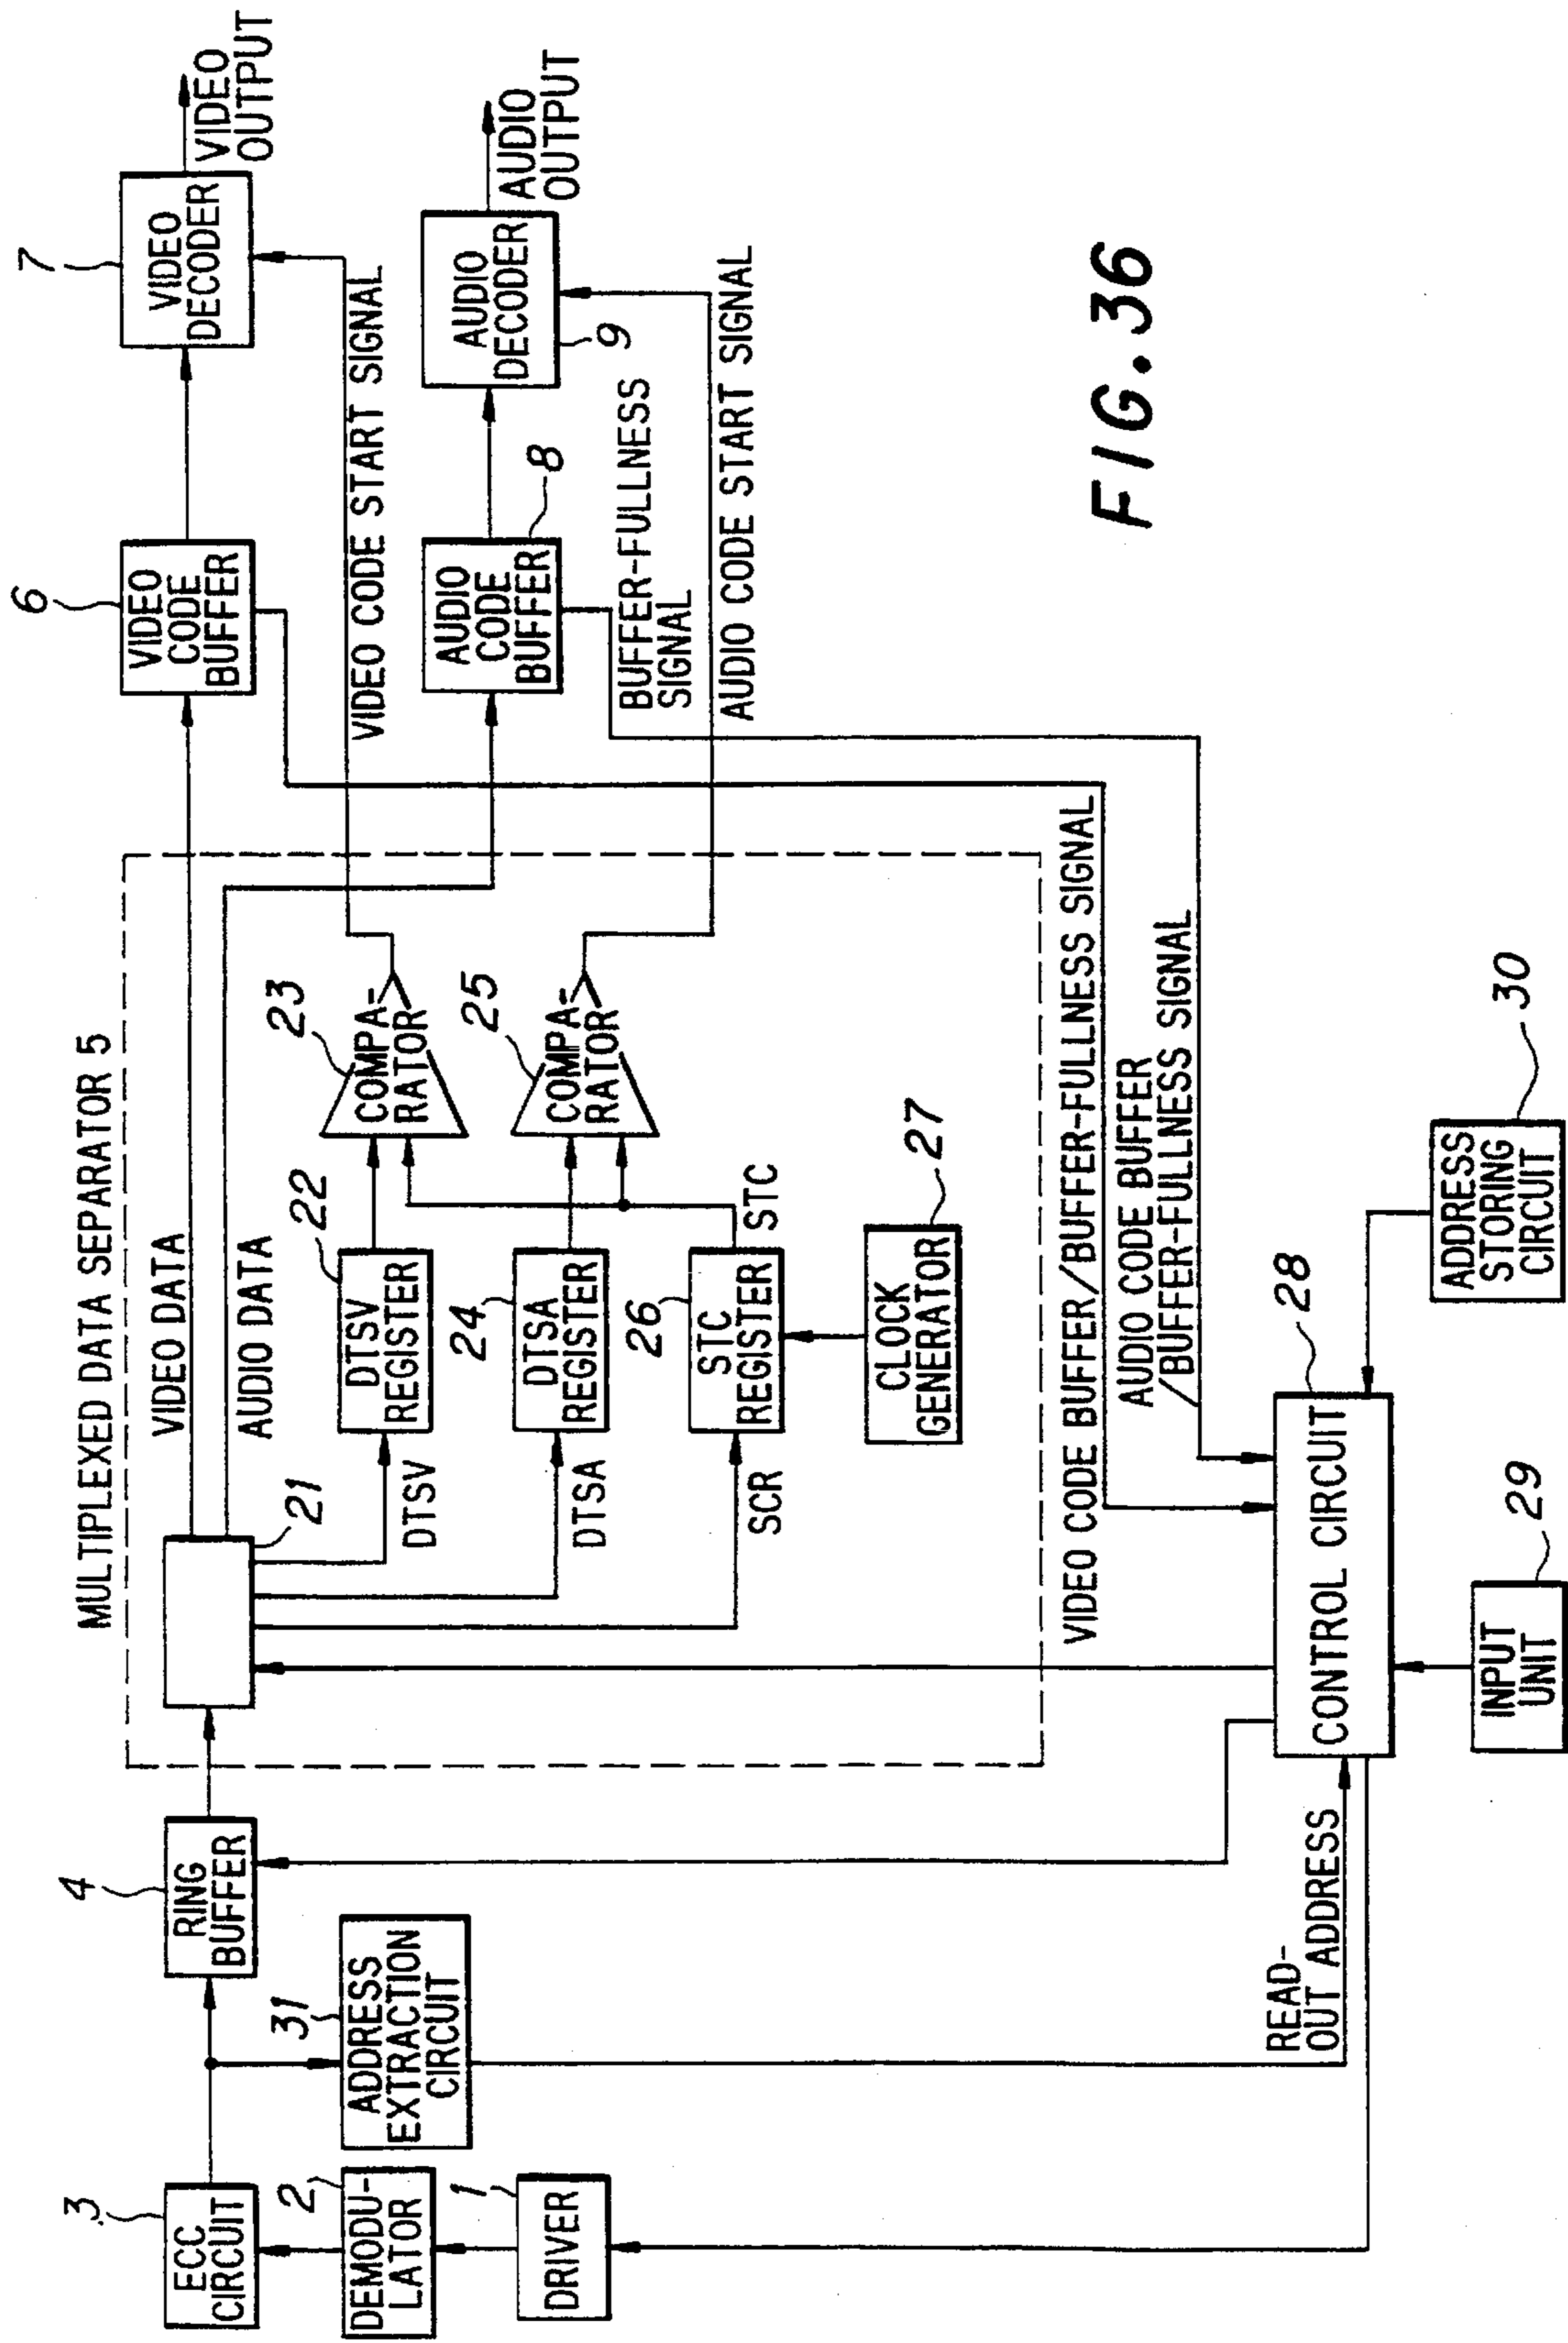 MULTIPLEXED DATA SEPARATOR 5
3
ECC
CIRCUIT
2
DEMODU-
LATOR
1
DRIVER
31
ADDRESS
EXTRACTION
CIRCUIT
4
RING
BUFFER
21
VIDEO DATA
AUDIO DATA
DTSV
DTSA
SCR
22
DTSV
REGISTER
24
DTSA
REGISTER
26
STC
REGISTER
STC
CLOCK
GENERATOR
27
23
COMPA-
RATOR
25
COMPA-
RATOR
6
VIDEO
CODE
BUFFER
7
VIDEO
DECODER
VIDEO
OUTPUT
VIDEO CODE START SIGNAL
AUDIO
CODE
BUFFER
8
AUDIO
DECODER
9
AUDIO
OUTPUT
BUFFER-FULLNESS
SIGNAL
AUDIO CODE START SIGNAL
VIDEO CODE BUFFER/BUFFER-FULLNESS SIGNAL
AUDIO CODE BUFFER
/BUFFER-FULLNESS SIGNAL
READ-
OUT ADDRESS
CONTROL CIRCUIT
28
INPUT
UNIT
29
ADDRESS
STORING
CIRCUIT
30
FIG.36